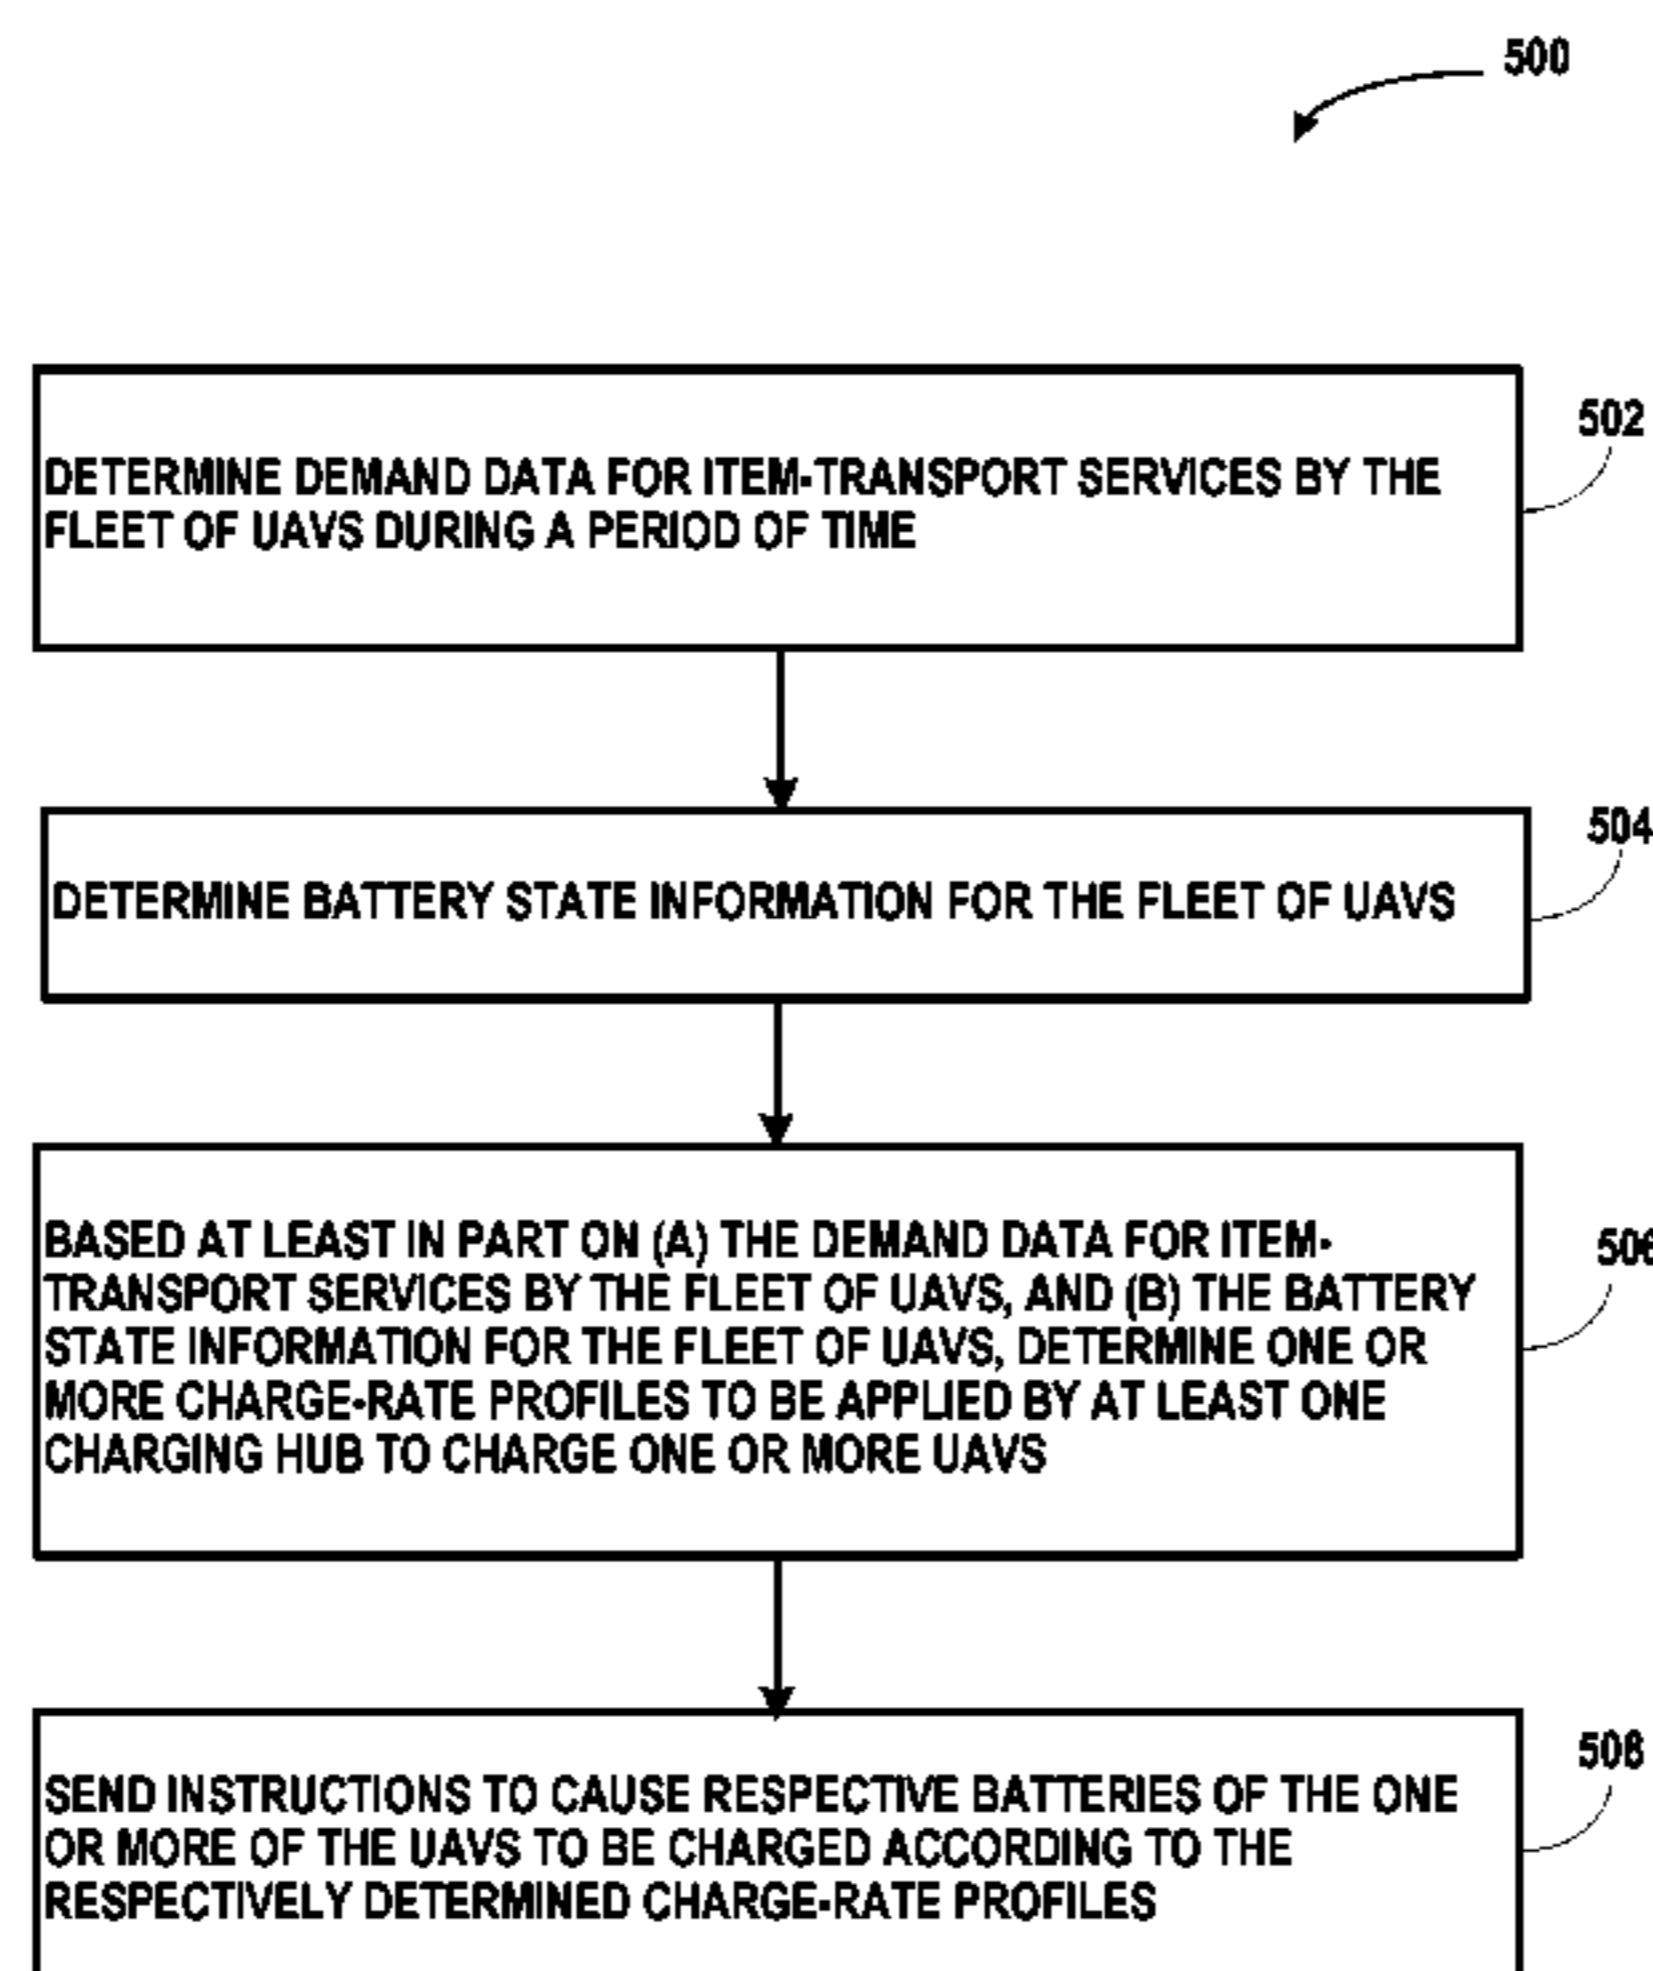 500
502
DETERMINE DEMAND DATA FOR ITEM-TRANSPORT SERVICES BY THE
FLEET OF UAVS DURING A PERIOD OF TIME
504
DETERMINE BATTERY STATE INFORMATION FOR THE FLEET OF UAVS
506
BASED AT LEAST IN PART ON (A) THE DEMAND DATA FOR ITEM-
TRANSPORT SERVICES BY THE FLEET OF UAVS, AND (B) THE BATTERY
STATE INFORMATION FOR THE FLEET OF UAVS, DETERMINE ONE OR
MORE CHARGE-RATE PROFILES TO BE APPLIED BY AT LEAST ONE
CHARGING HUB TO CHARGE ONE OR MORE UAVS
508
SEND INSTRUCTIONS TO CAUSE RESPECTIVE BATTERIES OF THE ONE
OR MORE OF THE UAVS TO BE CHARGED ACCORDING TO THE
RESPECTIVELY DETERMINED CHARGE-RATE PROFILES